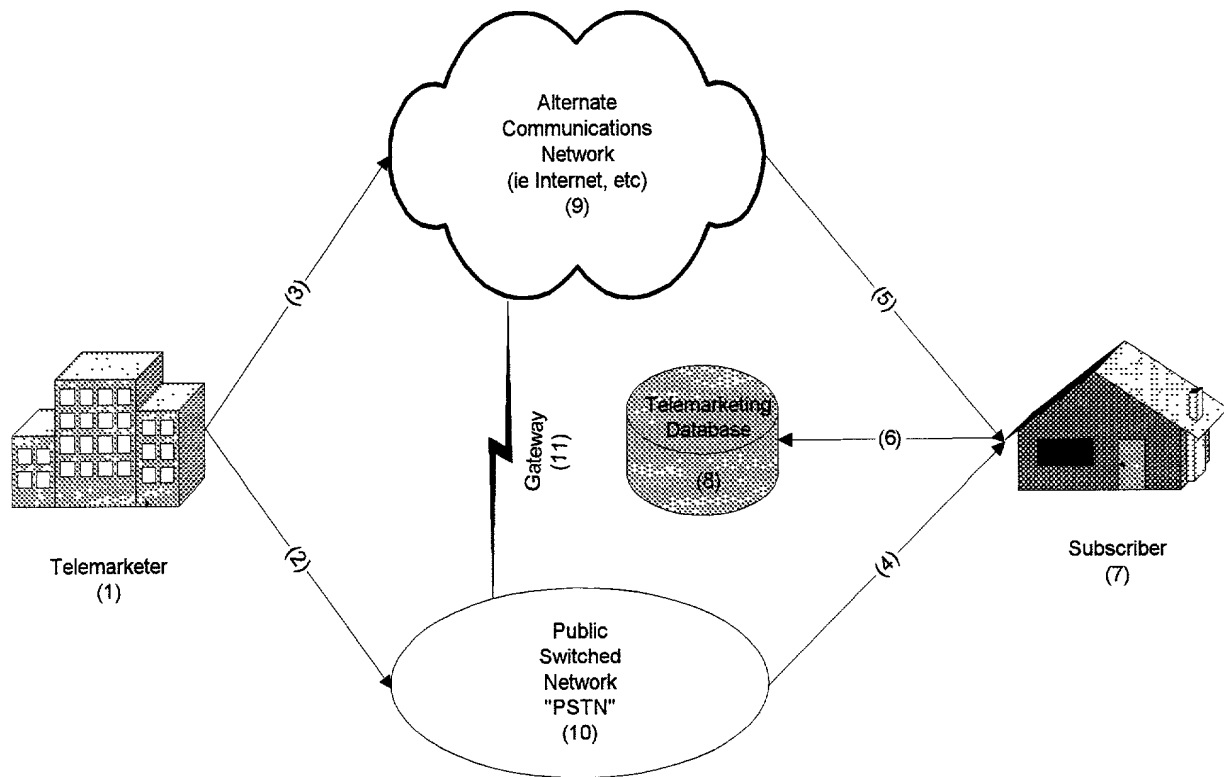 Alternate
Communications
Network
(ie Internet, etc)
(9)
(3)
(5)
Telemarketing
Database
(8)
(6)
Gateway
(11)
Telemarketer
(1)
(2)
(4)
Subscriber
(7)
Public
Switched
Network
"PSTN"
(10)